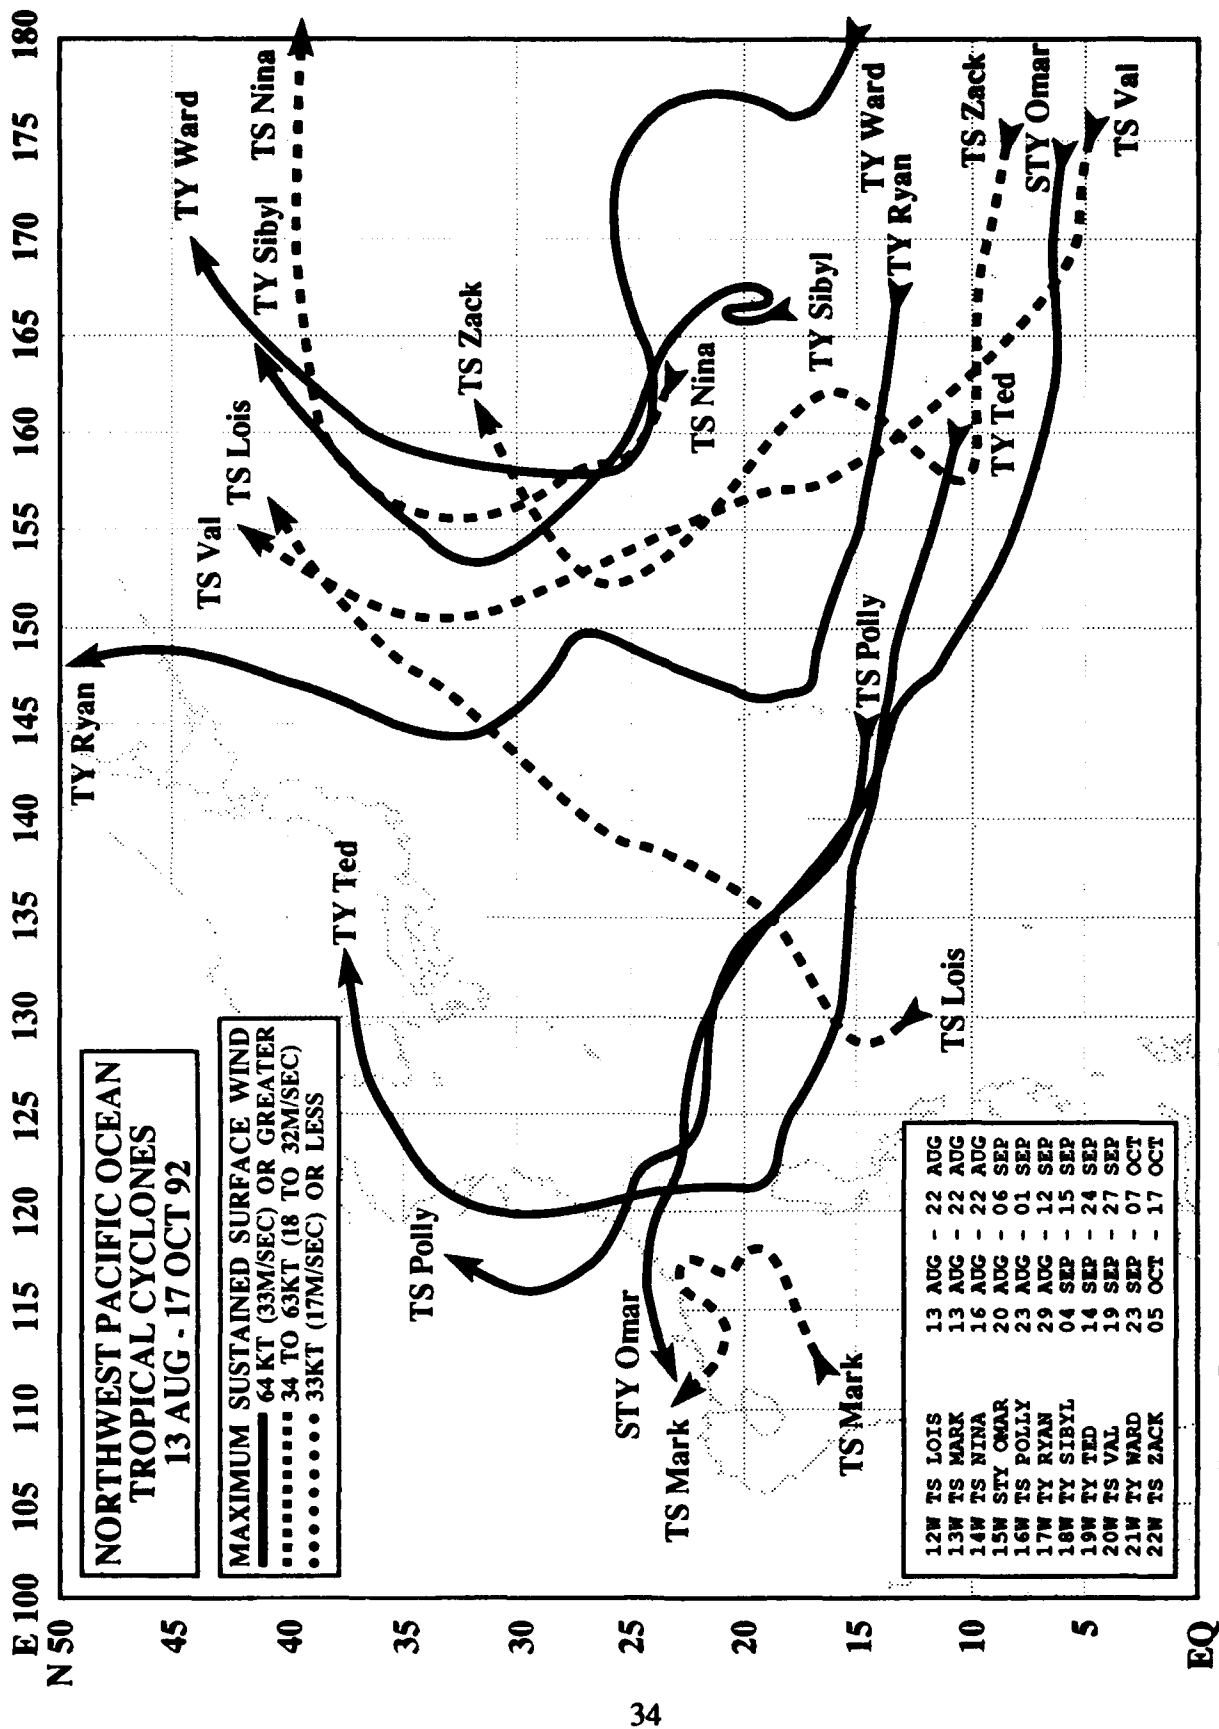 NORTHWEST PACIFIC OCEAN
TROPICAL CYCLONES
13 AUG - 17 OCT 92
MAXIMUM SUSTAINED SURFACE WIND
64 KT (33M/SEC) OR GREATER
34 TO 63KT (18 TO 32M/SEC)
33KT (17M/SEC) OR LESS
E 100 105 110 115 120 125 130 135 140 145 150 155 160 165 170 175 180
N 50
45
40
35
30
25
20
15
10
5
EQ
TY Ryan
TS Val
TS Lois
TY Ward
TY Sibyl
TS Nina
TY Ted
TS Polly
TS Zack
STY Omar
TS Mark
TS Mark
TS Lois
TS Polly
TS Nina
TY Sibyl
TY Ward
TY Ryan
TY Ted
TS Zack
STY Omar
TS Val
12W TS LOIS 13 AUG - 22 AUG
13W TS MARK 13 AUG - 22 AUG
14W TS NINA 16 AUG - 22 AUG
15W STY OMAR 20 AUG - 06 SEP
16W TS POLLY 23 AUG - 01 SEP
17W TY RYAN 29 AUG - 12 SEP
18W TY SIBYL 04 SEP - 15 SEP
19W TY TED 14 SEP - 24 SEP
20W TS VAL 19 SEP - 27 SEP
21W TY WARD 23 SEP - 07 OCT
22W TS ZACK 05 OCT - 17 OCT
34